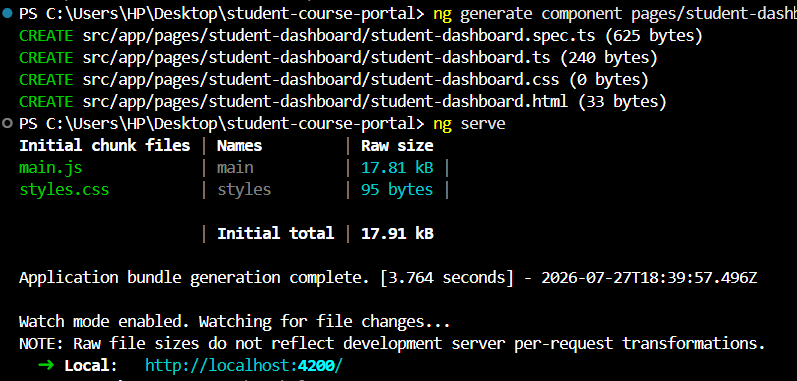 PS C:\Users\HP\Desktop\student-course-portal> ng generate component pages/student-dashb
CREATE src/app/pages/student-dashboard/student-dashboard.spec.ts (625 bytes)
CREATE src/app/pages/student-dashboard/student-dashboard.ts (240 bytes)
CREATE src/app/pages/student-dashboard/student-dashboard.css (0 bytes)
CREATE src/app/pages/student-dashboard/student-dashboard.html (33 bytes)
PS C:\Users\HP\Desktop\student-course-portal> ng serve
Initial chunk files | Names | Raw size
main.js | main | 17.81 kB |
styles.css | styles | 95 bytes |
| Initial total | 17.91 kB
Application bundle generation complete. [3.764 seconds] - 2026-07-27T18:39:57.496Z
Watch mode enabled. Watching for file changes...
NOTE: Raw file sizes do not reflect development server per-request transformations.
➜ Local: http://localhost:4200/